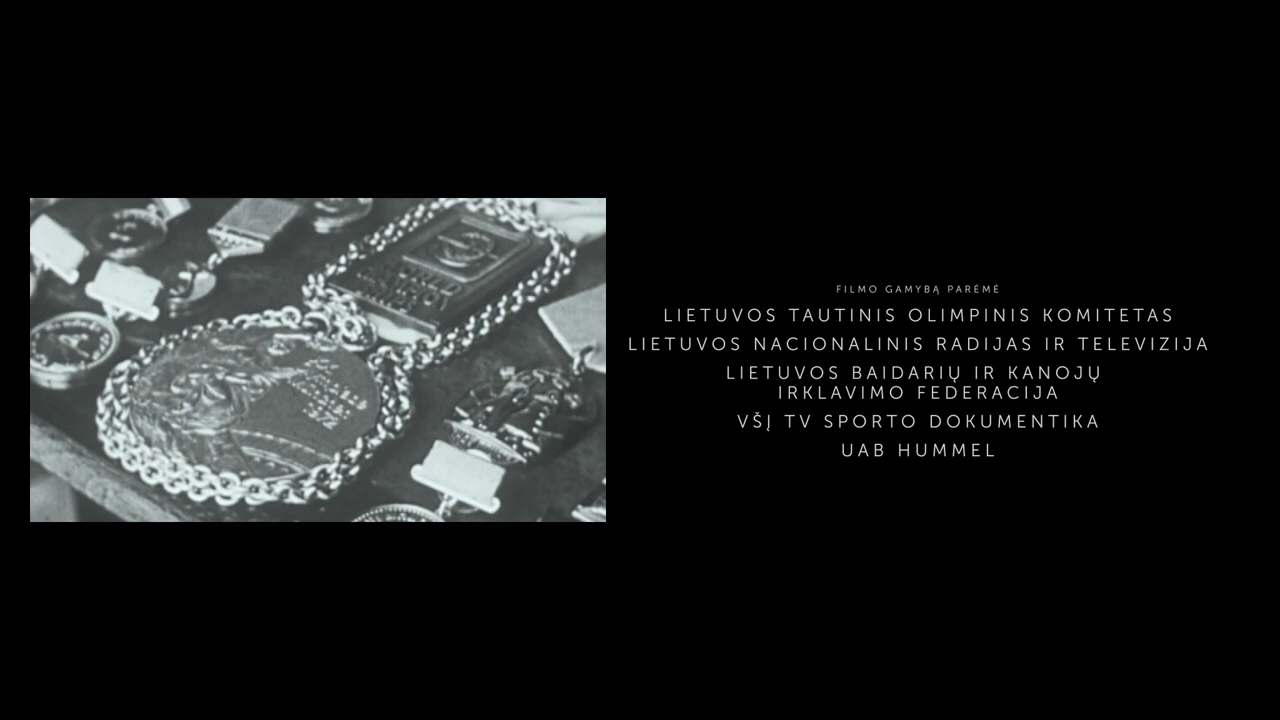 FILMO GAMYBĄ PARĖMĖ
LIETUVOS TAUTINIS OLIMPINIS KOMITETAS
LIETUVOS NACIONALINIS RADIJAS IR TELEVIZIJA
LIETUVOS BAIDARIŲ IR KANOJŲ
IRKLAVIMO FEDERACIJA
VŠĮ TV SPORTO DOKUMENTIKA
UAB HUMMEL